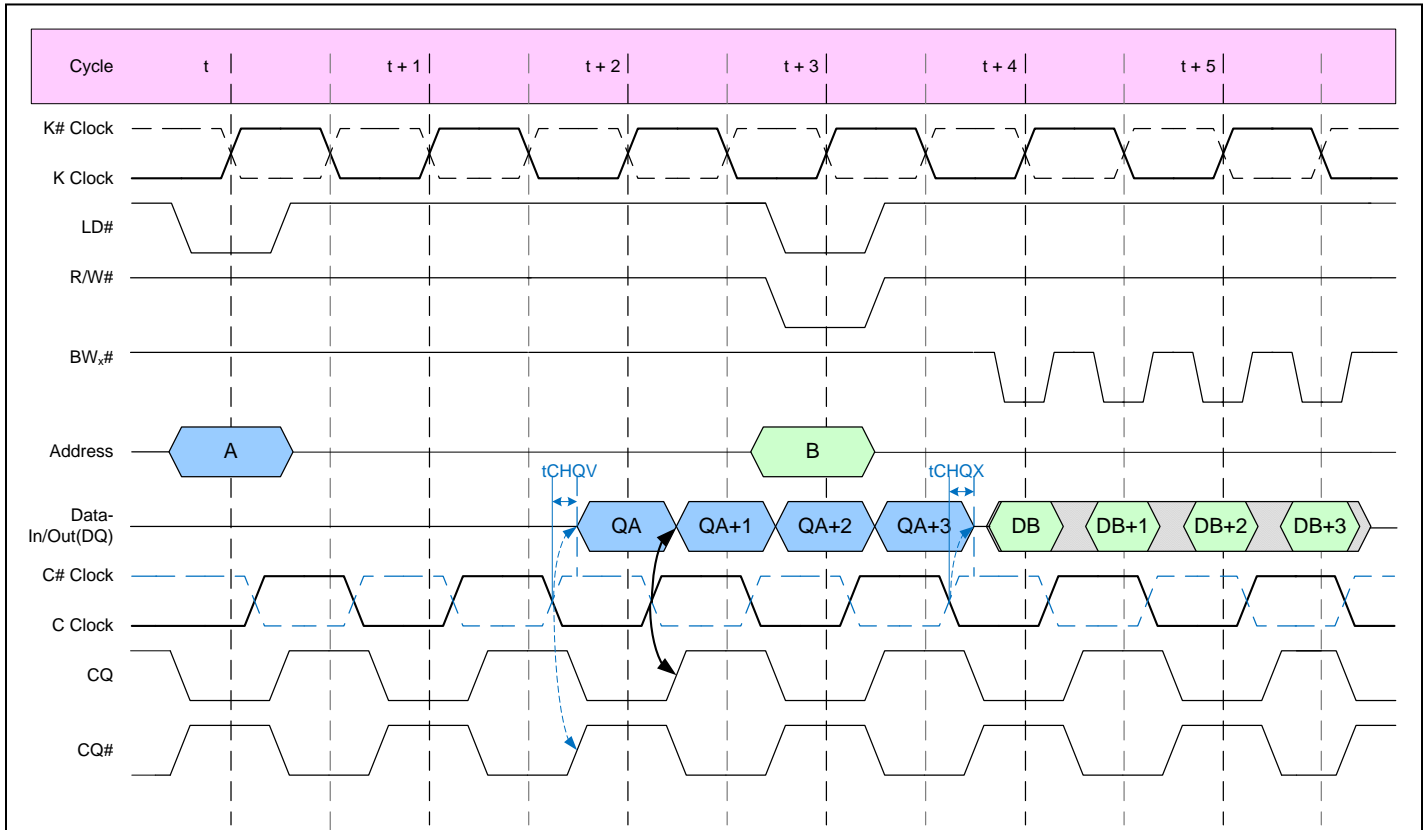 Cycle t t + 1 t + 2 t + 3 t + 4 t + 5
K# Clock
K Clock
LD#
R/W#
BWx#
Address A B
tCHQV tCHQX
Data-
In/Out(DQ) QA QA+1 QA+2 QA+3 DB DB+1 DB+2 DB+3
C# Clock
C Clock
CQ
CQ#